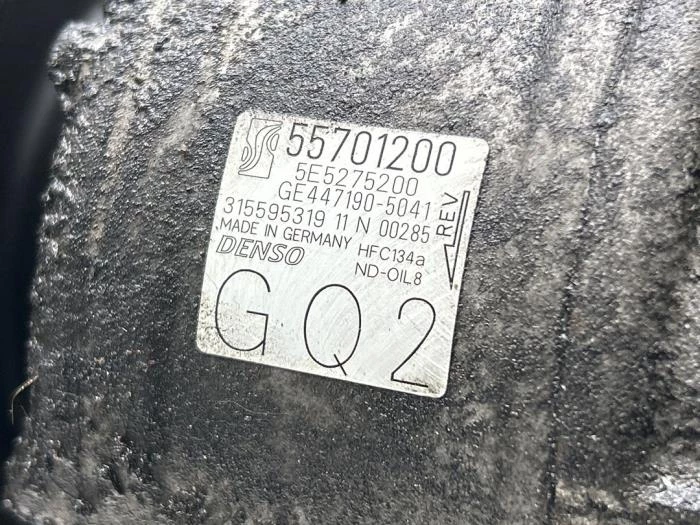 55701200
5E5275200
GE447190-5041
315595319 11 N 00285
MADE IN GERMANY HFC134a
DENSO ND-OIL8
REV
GQ2